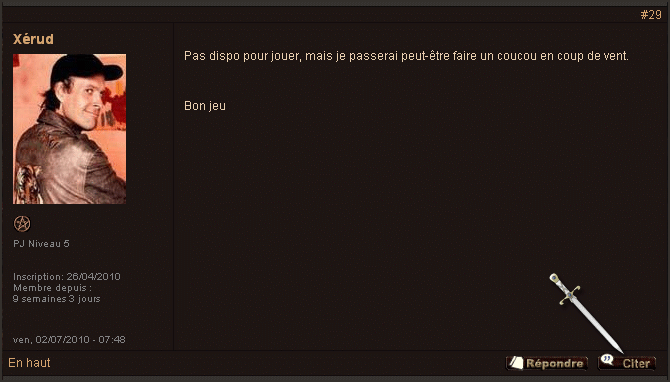 #29
Xérud
Pas dispo pour jouer, mais je passerai peut-être faire un coucou en coup de vent.
Bon jeu
PJ Niveau 5
Inscription: 26/04/2010
Membre depuis :
9 semaines 3 jours
ven, 02/07/2010 - 07:48
En haut
Répondre
Citer